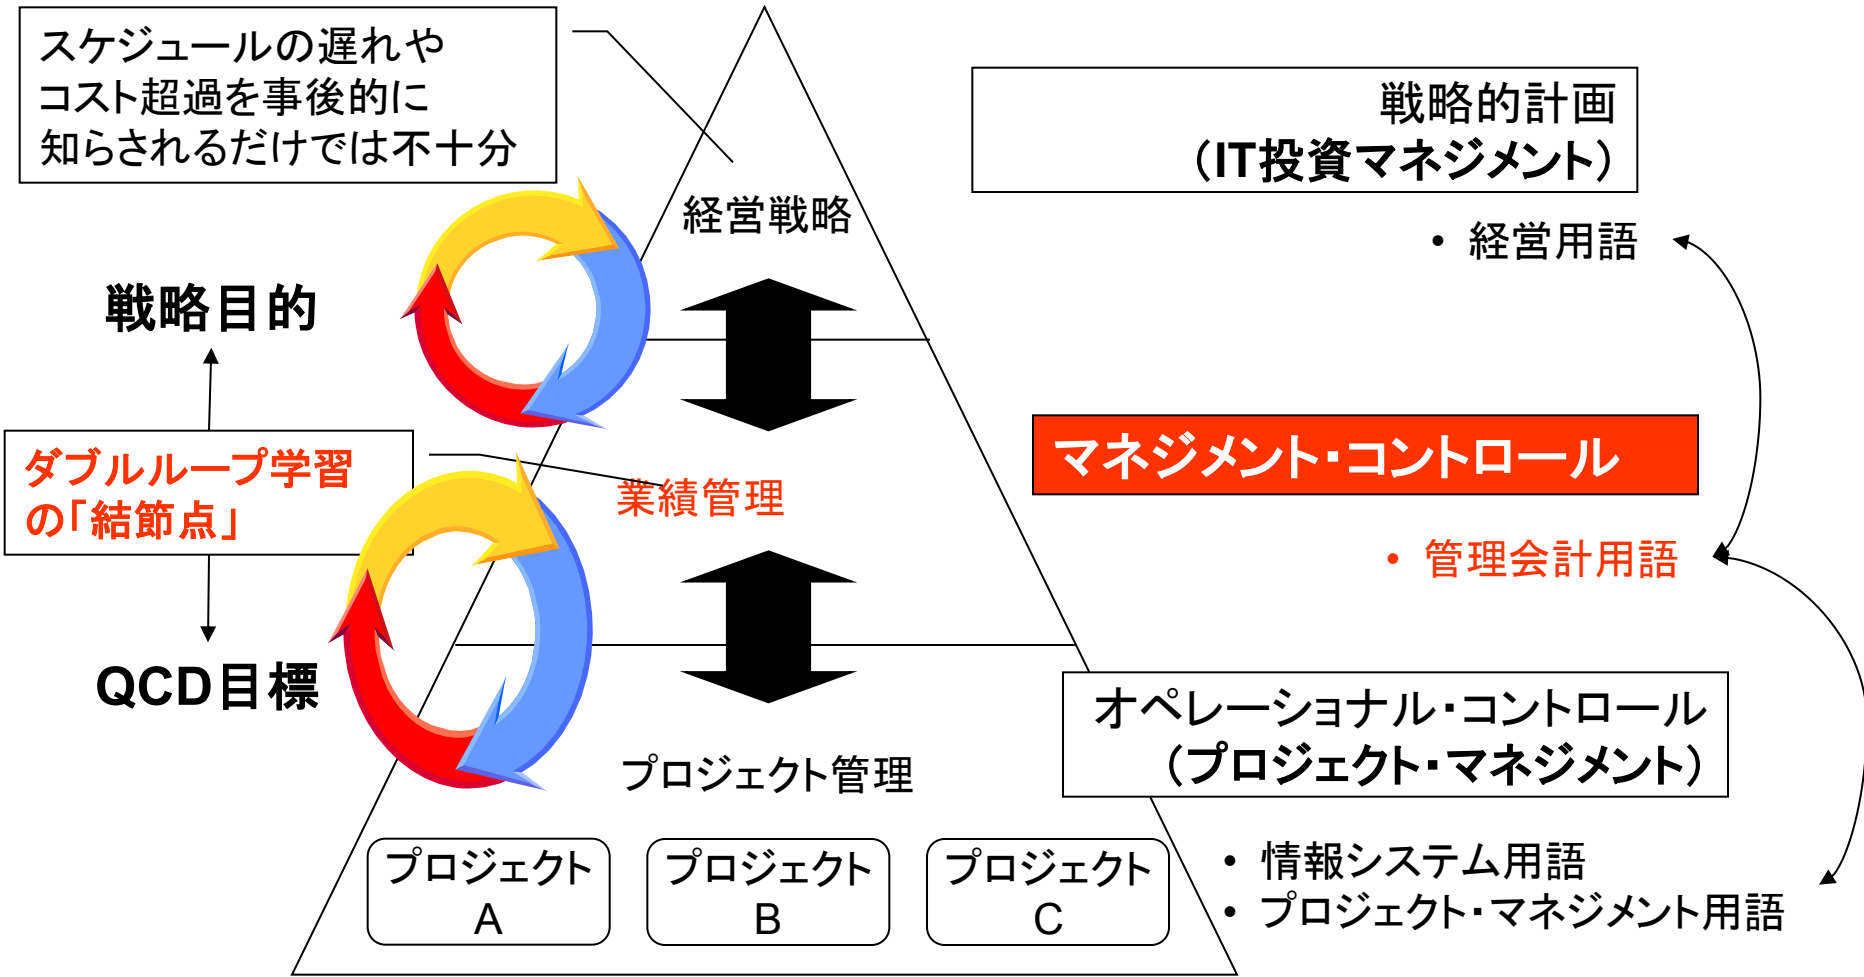 スケジュールの遅れや
コスト超過を事後的に
知らされるだけでは不十分
戦略的計画
（IT投資マネジメント）
経営戦略
• 経営用語
戦略目的
マネジメント・コントロール
ダブルループ学習
の「結節点」
業績管理
• 管理会計用語
QCD目標
オペレーショナル・コントロール
（プロジェクト・マネジメント）
プロジェクト管理
プロジェクト
A
プロジェクト
B
プロジェクト
C
• 情報システム用語
• プロジェクト・マネジメント用語